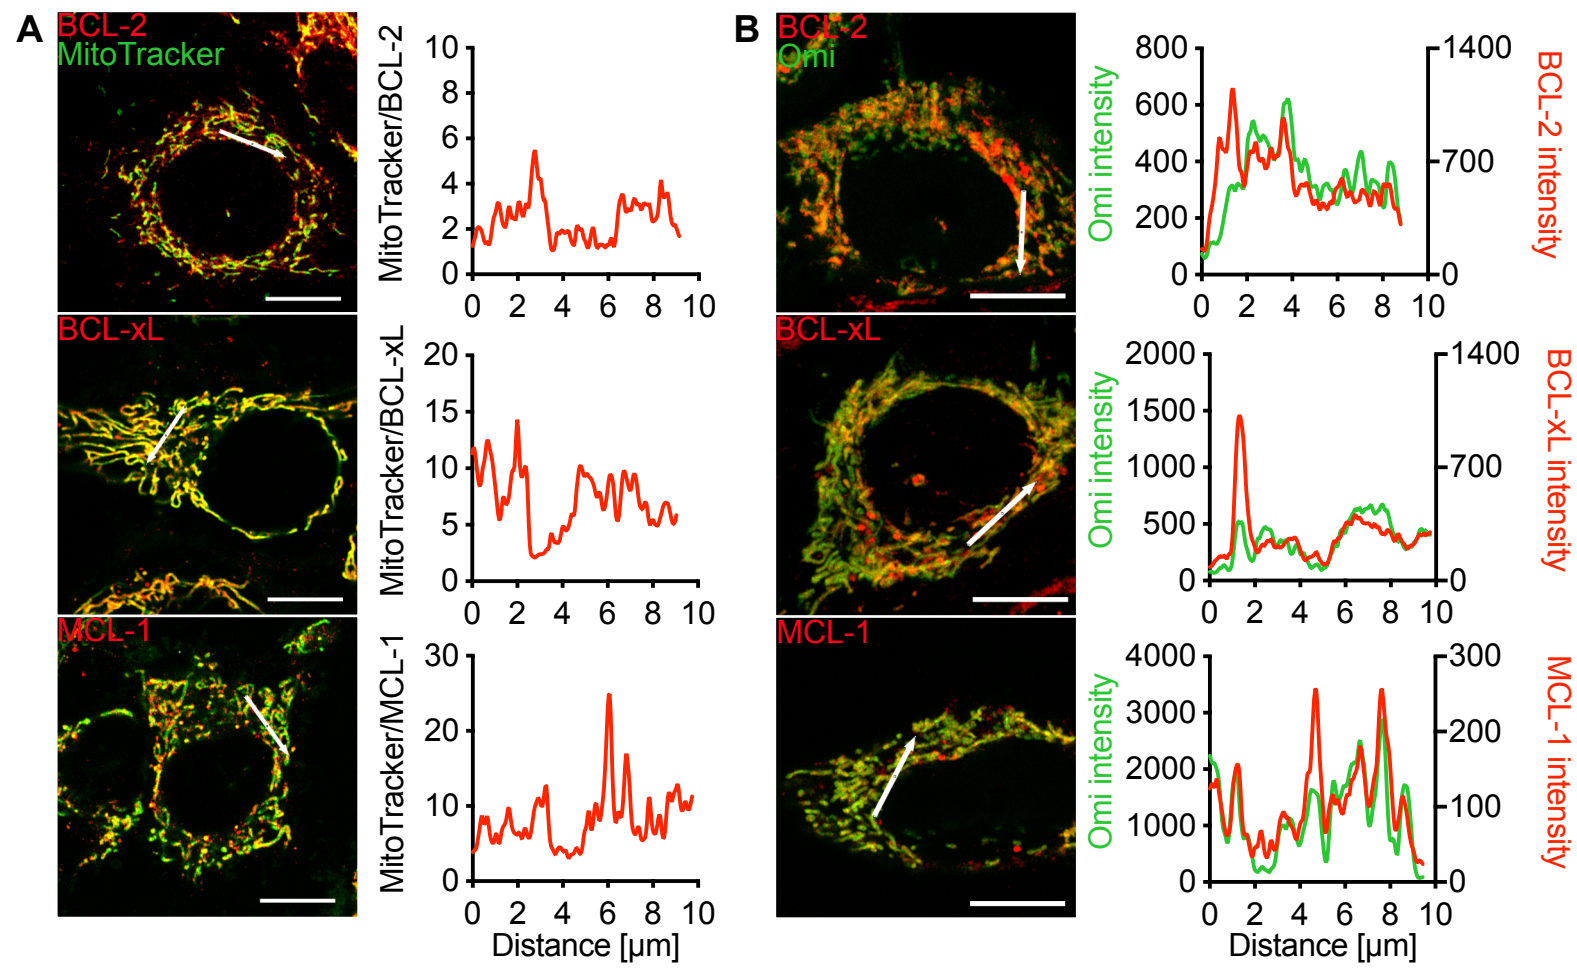 A
BCL-2
MitoTracker
MitoTracker/BCL-2
10
8
6
4
2
0
0 2 4 6 8 10
BCL-xL
MitoTracker/BCL-xL
20
15
10
5
0
0 2 4 6 8 10
MCL-1
MitoTracker/MCL-1
30
20
10
0
0 2 4 6 8 10
Distance [µm]
B
BCL-2
Omi
Omi intensity
800
600
400
200
0
1400
700
0
BCL-2 intensity
0 2 4 6 8 10
BCL-xL
Omi intensity
2000
1500
1000
500
0
1400
700
0
BCL-xL intensity
0 2 4 6 8 10
MCL-1
Omi intensity
4000
3000
2000
1000
0
300
200
100
0
MCL-1 intensity
0 2 4 6 8 10
Distance [µm]